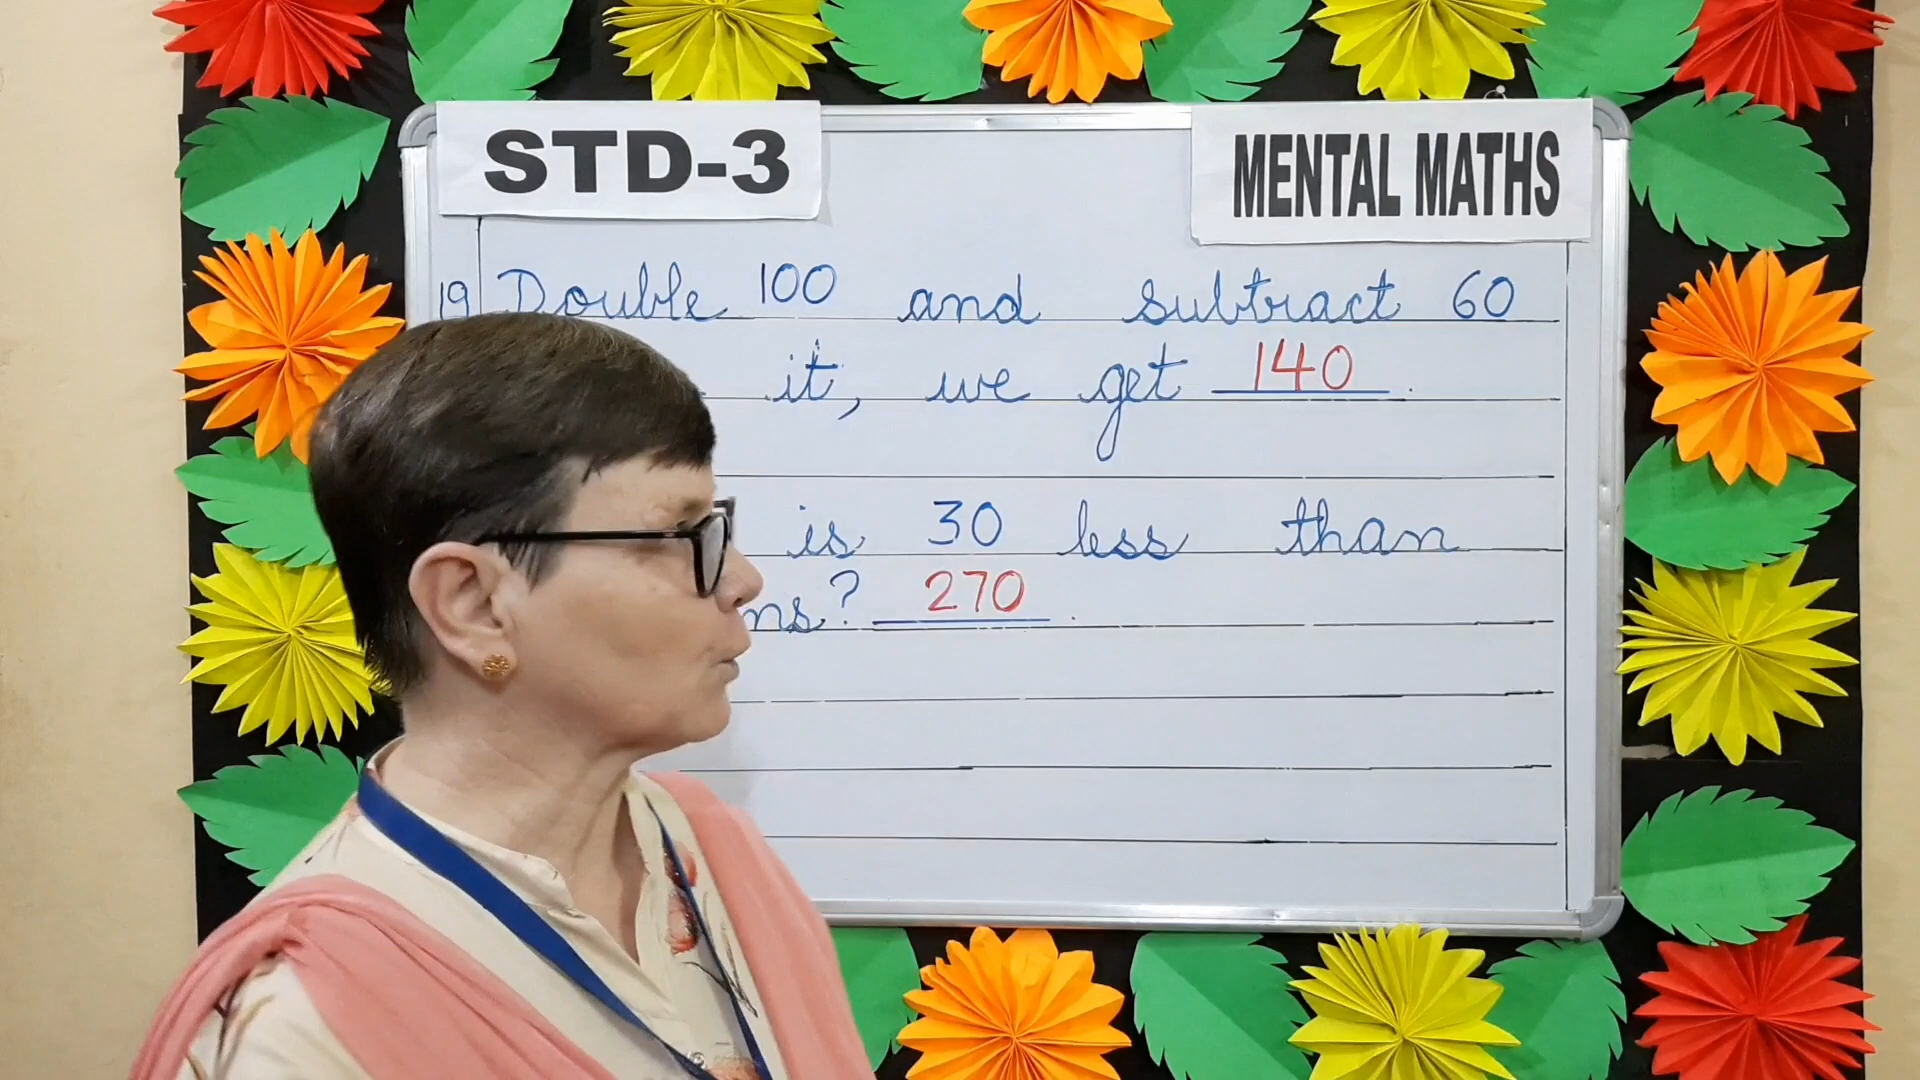 STD-3
MENTAL MATHS
19 Double 100 and subtract 60
it, we get 140.
is 30 less than
ns? 270.